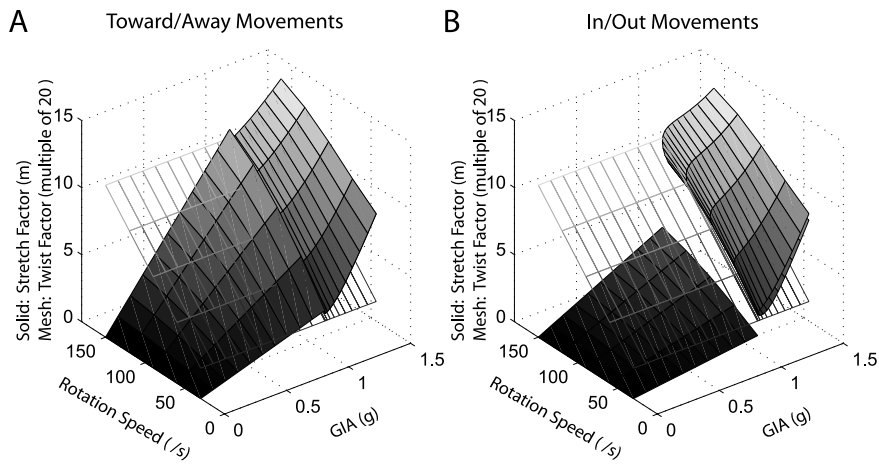 A
Toward/Away Movements
Solid: Stretch Factor (m)
Mesh: Twist Factor (multiple of 20 )
15
10
5
0
150
100
50
0
Rotation Speed ( /s)
0
0.5
1
1.5
GIA (g)
B
In/Out Movements
Solid: Stretch Factor (m)
Mesh: Twist Factor (multiple of 20 )
15
10
5
0
150
100
50
0
Rotation Speed ( /s)
0
0.5
1
1.5
GIA (g)